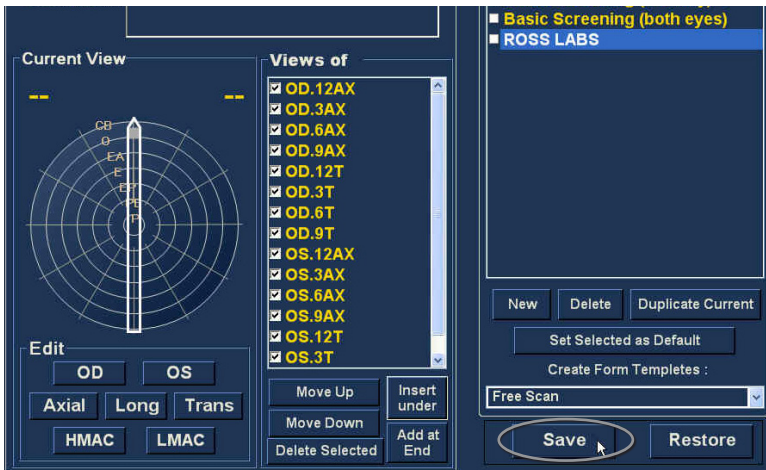 Current View
--
--
CB
O
EA
E
EP
PE
P
Edit
OD
OS
Axial
Long
Trans
HMAC
LMAC
Views of
OD.12AX
OD.3AX
OD.6AX
OD.9AX
OD.12T
OD.3T
OD.6T
OD.9T
OS.12AX
OS.3AX
OS.6AX
OS.9AX
OS.12T
OS.3T
Move Up
Move Down
Delete Selected
Insert
under
Add at
End
Basic Screening (both eyes)
ROSS LABS
New
Delete
Duplicate Current
Set Selected as Default
Create Form Templetes :
Free Scan
Save
Restore